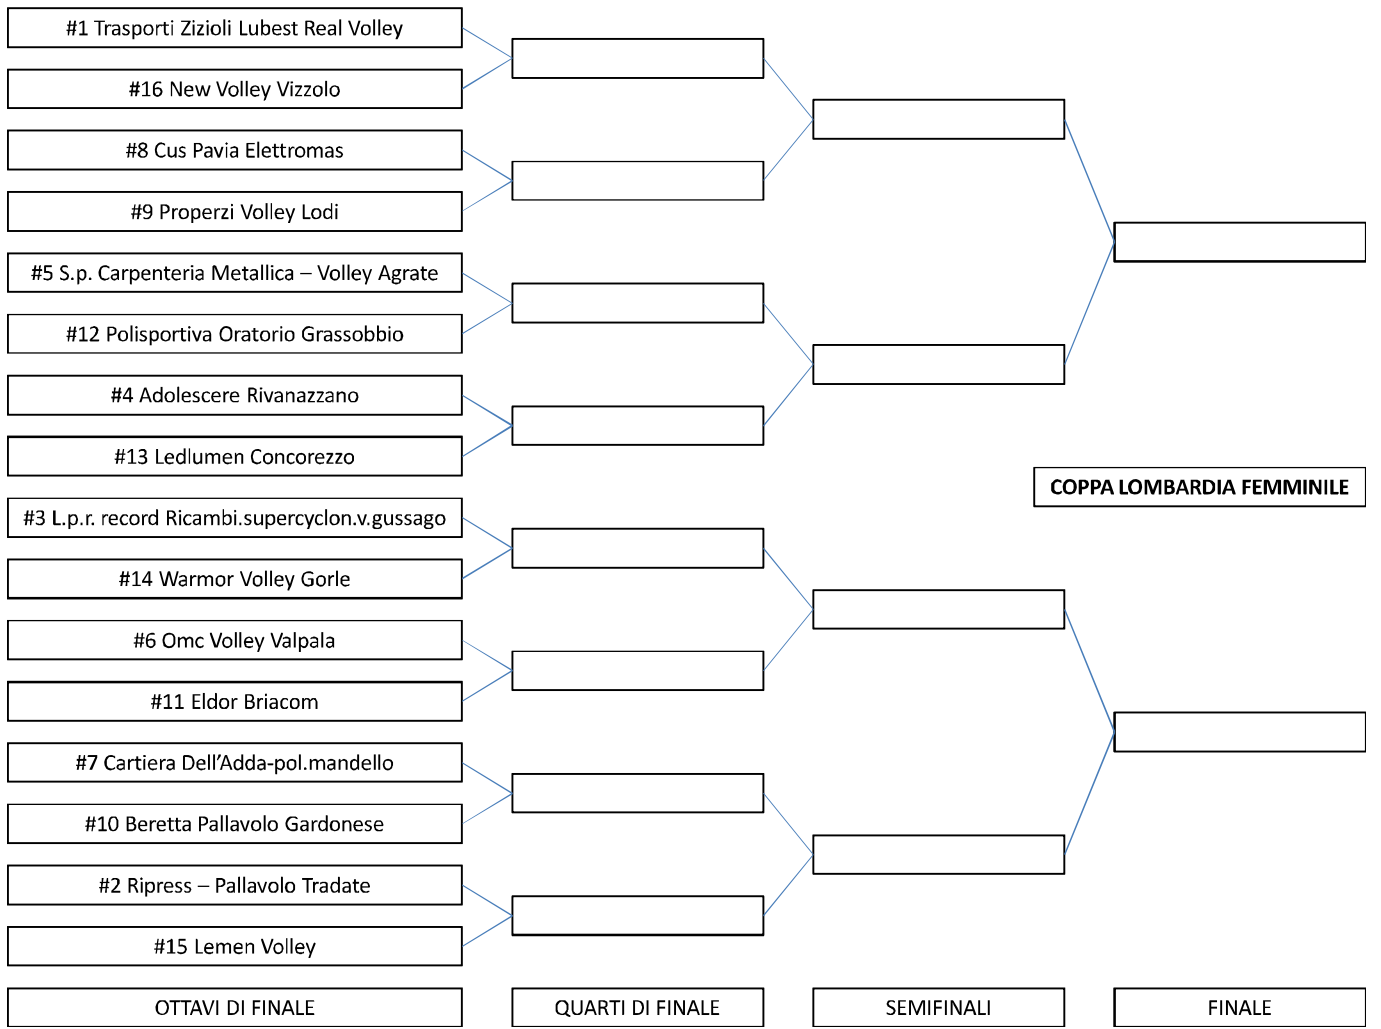 #1 Trasporti Zizioli Lubest Real Volley
#16 New Volley Vizzolo
#8 Cus Pavia Elettromas
#9 Properzi Volley Lodi
#5 S.p. Carpenteria Metallica – Volley Agrate
#12 Polisportiva Oratorio Grassobbio
#4 Adolescere Rivanazzano
#13 Ledlumen Concorezzo
COPPA LOMBARDIA FEMMINILE
#3 L.p.r. record Ricambi.supercyclon.v.gussago
#14 Warmor Volley Gorle
#6 Omc Volley Valpala
#11 Eldor Briacom
#7 Cartiera Dell’Adda-pol.mandello
#10 Beretta Pallavolo Gardonese
#2 Ripress – Pallavolo Tradate
#15 Lemen Volley
OTTAVI DI FINALE
QUARTI DI FINALE
SEMIFINALI
FINALE